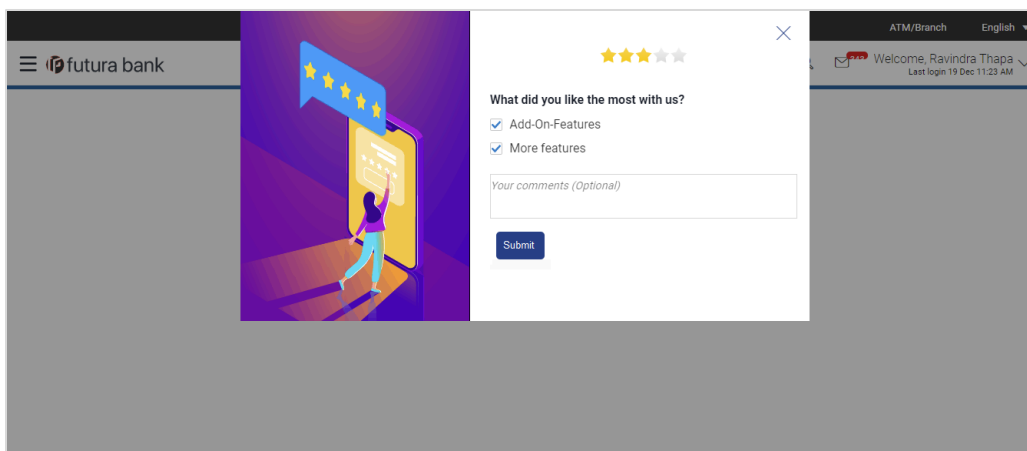 ATM/Branch English
futura bank
Welcome, Ravindra Thapa
Last login 19 Dec 11:23 AM
What did you like the most with us?
Add-On-Features
More features
Your comments (Optional)
Submit